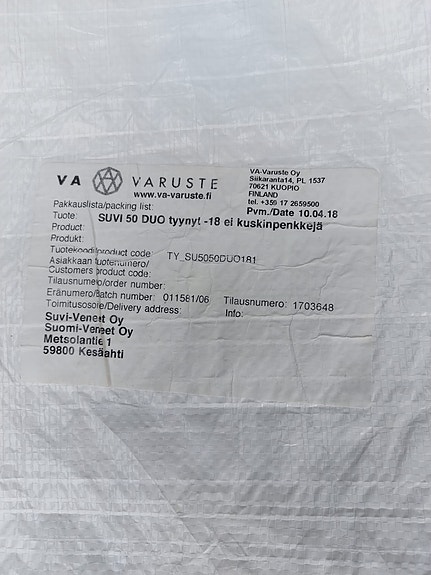 VA VARUSTE
www.va-varuste.fi
VA-Varuste Oy
Siikaranta14, PL 1537
70621 KUOPIO
FINLAND
tel. +359 17 2659500
Pvm./Date 10.04.18
Pakkauslista/packing list:
Tuote: SUVI 50 DUO tyynyt -18 ei kuskinpenkkejä
Product:
Produkt:
Tuotekoodi/product code: TY_SU5050DUO181
Asiakkaan tuotenumero/
Customers product code:
Tilausnumero/order number:
Eränumero/batch number: 011581/06 Tilausnumero: 1703648
Toimitusosoite/Delivery address: Info:
Suvi-Veneet Oy
Suomi-Veneet Oy
Metsolantie 1
59800 Kesäahti